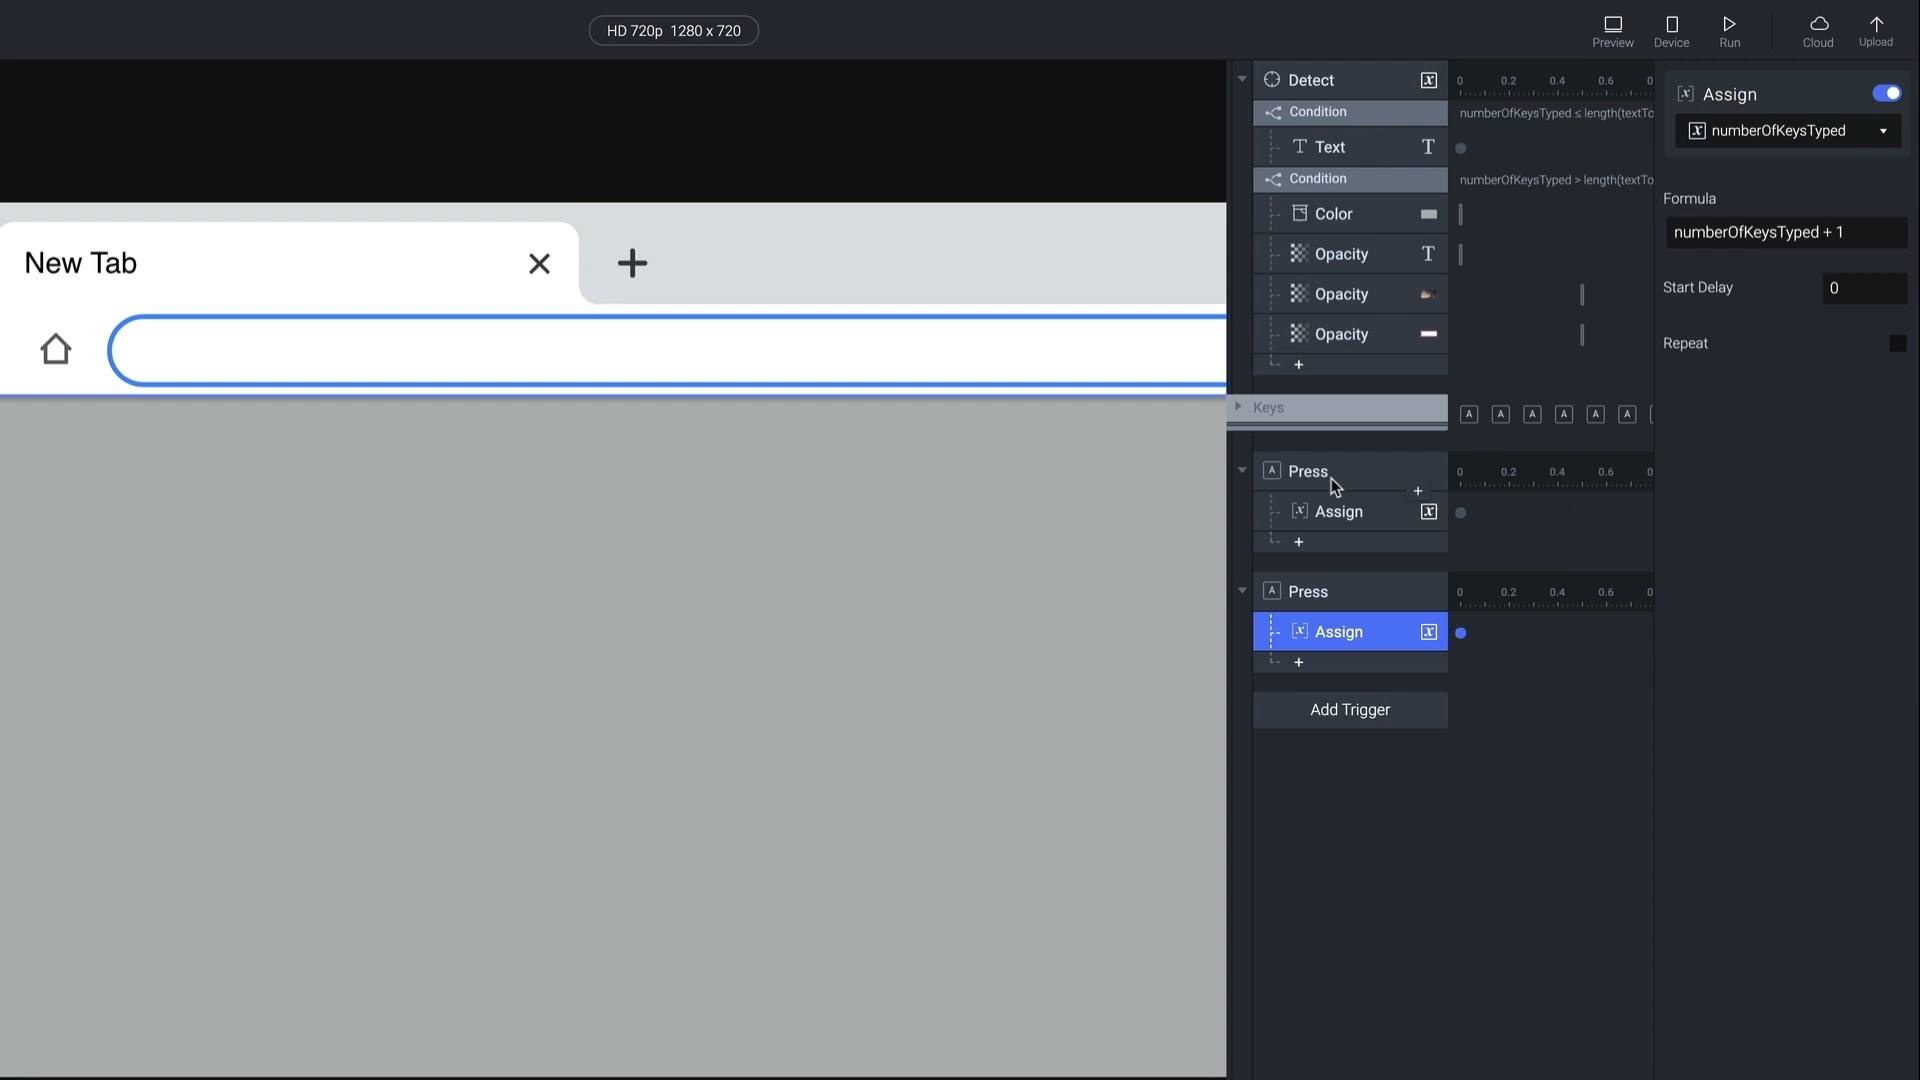 HD 720p 1280 x 720
Preview Device Run Cloud Upload
Detect
0 0.2 0.4 0.6 0
Condition
numberOfKeysTyped ≤ length(textTo
Text
Condition
numberOfKeysTyped > length(textTo
Color
Opacity
Opacity
Opacity
+
Keys
A A A A A A
A Press
0 0.2 0.4 0.6 0
+
Assign
+
A Press
0 0.2 0.4 0.6 0
Assign
+
Add Trigger
Assign
numberOfKeysTyped
Formula
numberOfKeysTyped + 1
Start Delay 0
Repeat
New Tab